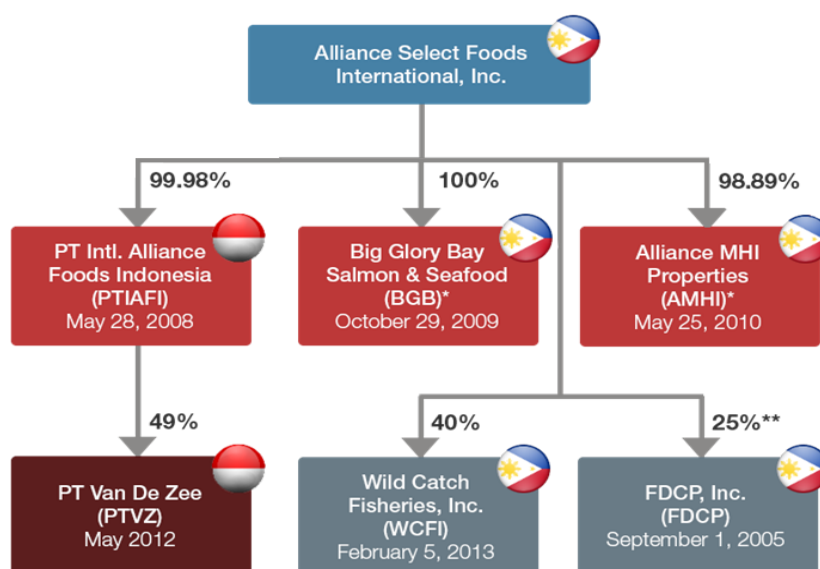 Alliance Select Foods
International, Inc.
99.98%
100%
98.89%
PT Intl. Alliance
Foods Indonesia
(PTIAFI)
May 28, 2008
Big Glory Bay
Salmon & Seafood
(BGB)*
October 29, 2009
Alliance MHI
Properties
(AMHI)*
May 25, 2010
49%
40%
25%**
PT Van De Zee
(PTVZ)
May 2012
Wild Catch
Fisheries, Inc.
(WCFI)
February 5, 2013
FDCP, Inc.
(FDCP)
September 1, 2005